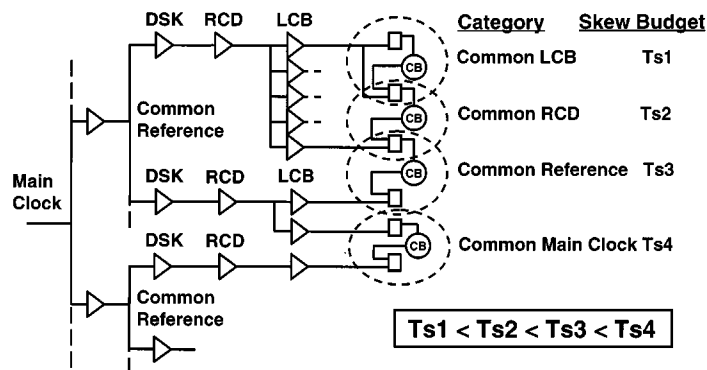 DSK RCD LCB
Category Skew Budget
CB
Common LCB Ts1
Common
Reference
CB
Common RCD Ts2
Main
Clock
DSK RCD LCB
CB
Common Reference Ts3
DSK RCD
CB
Common Main Clock Ts4
Common
Reference
Ts1 < Ts2 < Ts3 < Ts4